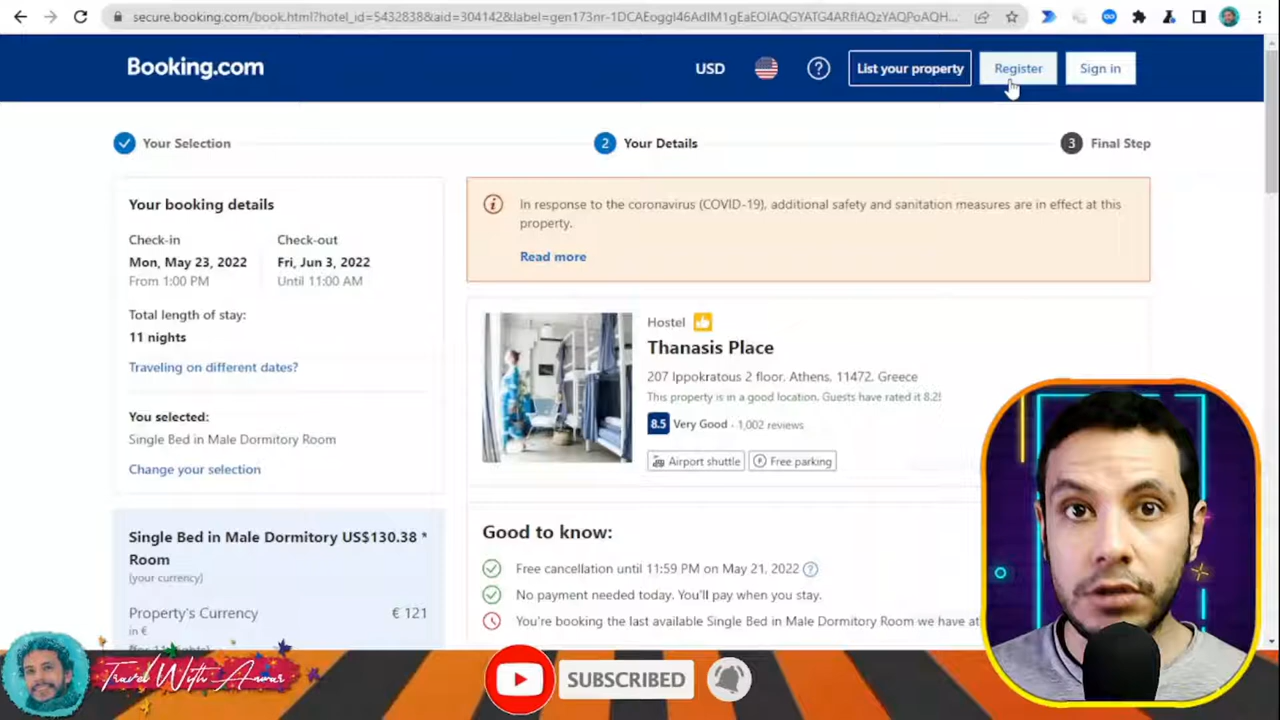 secure.booking.com/book.html?hotel_id=5432838&aid=304142&label=gen173nr-1DCAEoggI46AdIM1gEaEOIAQGYATG4ARfIAQzYAQPoAQH...
Booking.com
USD
List your property
Register
Sign in
Your Selection
2 Your Details
3 Final Step
Your booking details
Check-in
Check-out
Mon, May 23, 2022
Fri, Jun 3, 2022
From 1:00 PM
Until 11:00 AM
Total length of stay:
11 nights
Traveling on different dates?
You selected:
Single Bed in Male Dormitory Room
Change your selection
Single Bed in Male Dormitory US$130.38 *
Room
(your currency)
Property's Currency € 121
in €
In response to the coronavirus (COVID-19), additional safety and sanitation measures are in effect at this
property.
Read more
Hostel
Thanasis Place
207 Ippokratous 2 floor, Athens, 11472, Greece
This property is in a good location. Guests have rated it 8.2!
8.5 Very Good · 1,002 reviews
Airport shuttle
Free parking
Good to know:
Free cancellation until 11:59 PM on May 21, 2022
No payment needed today. You'll pay when you stay.
You're booking the last available Single Bed in Male Dormitory Room we have at
Travel With Anwar
SUBSCRIBED